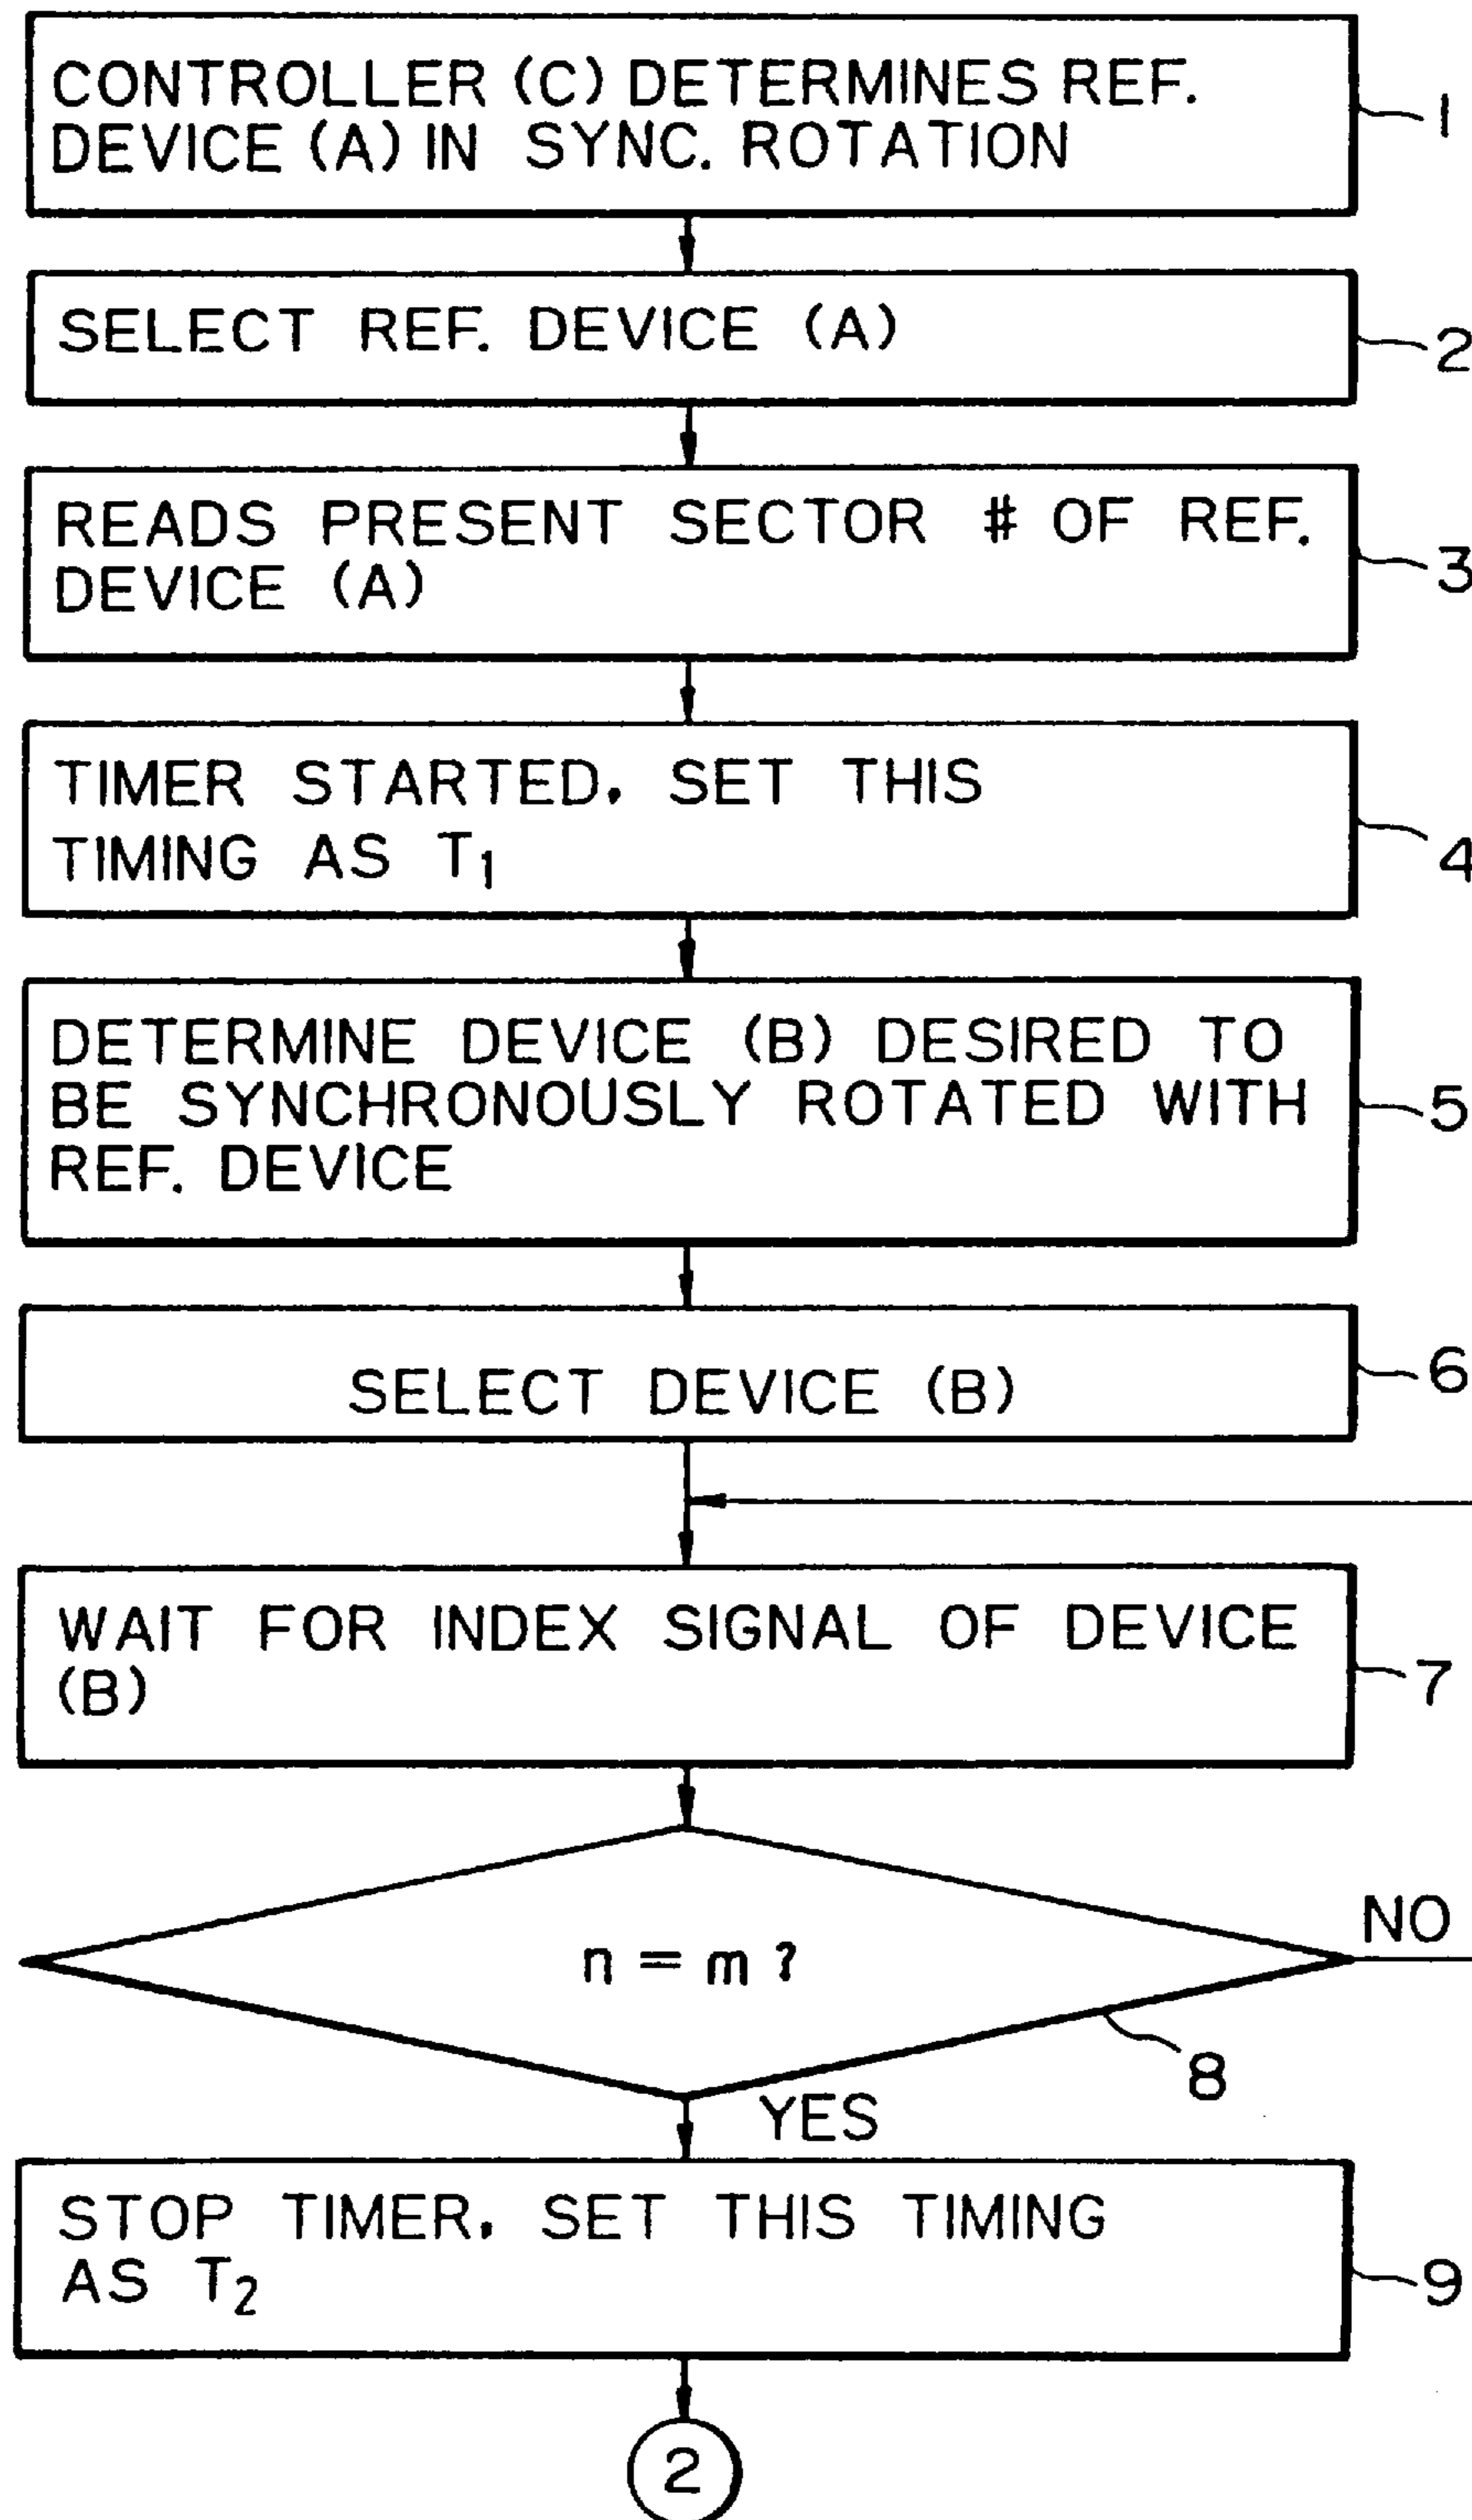 CONTROLLER (C) DETERMINES REF.
DEVICE (A) IN SYNC. ROTATION
1
SELECT REF. DEVICE (A)
2
READS PRESENT SECTOR # OF REF.
DEVICE (A)
3
TIMER STARTED. SET THIS
TIMING AS T1
4
DETERMINE DEVICE (B) DESIRED TO
BE SYNCHRONOUSLY ROTATED WITH
REF. DEVICE
5
SELECT DEVICE (B)
6
WAIT FOR INDEX SIGNAL OF DEVICE
(B)
7
n = m ?
NO
8
YES
STOP TIMER. SET THIS TIMING
AS T2
9
2